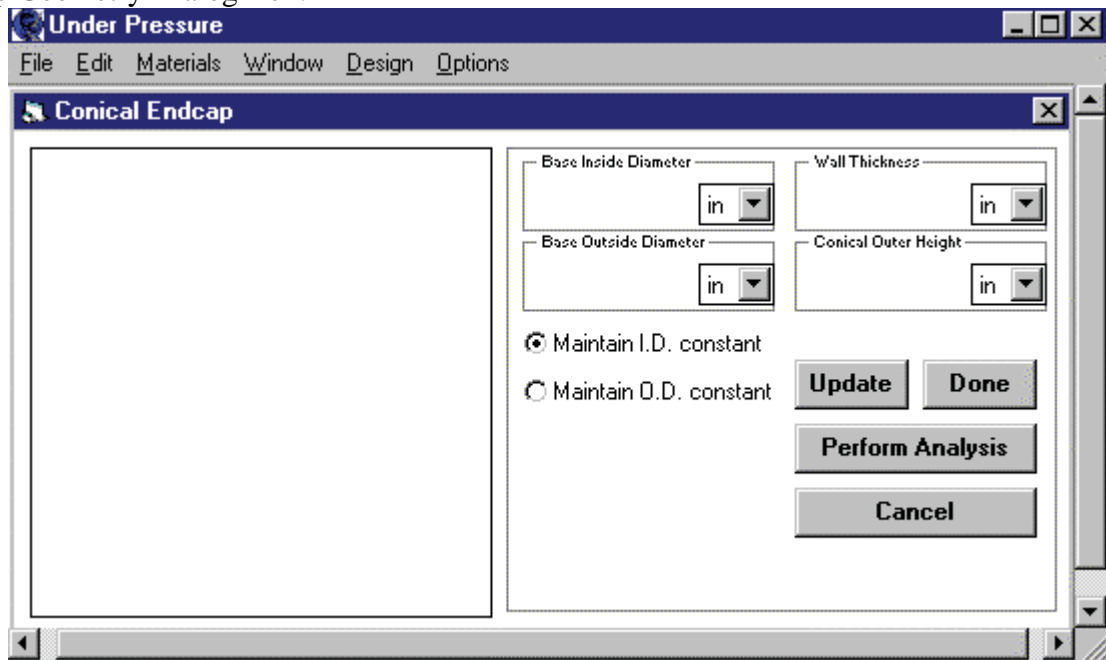 Under Pressure
File Edit Materials Window Design Options
Conical Endcap
Base Inside Diameter
in
Wall Thickness
in
Base Outside Diameter
in
Conical Outer Height
in
Maintain I.D. constant
Maintain O.D. constant
Update
Done
Perform Analysis
Cancel